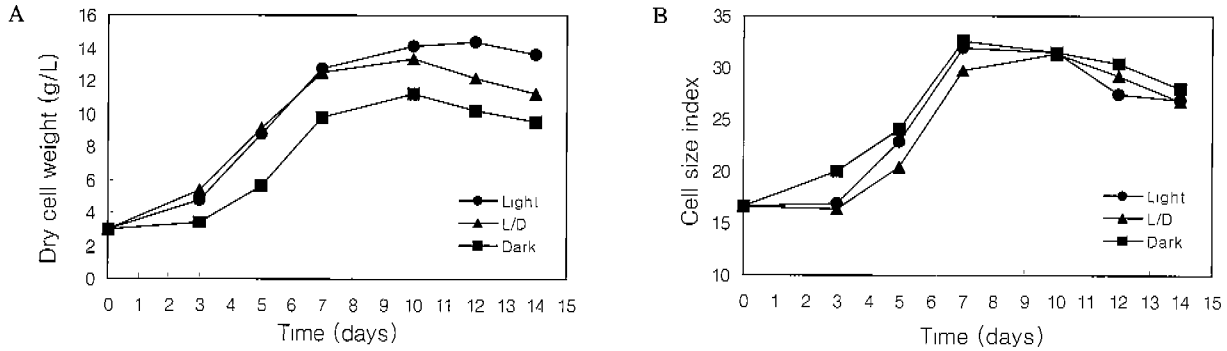 A
Dry cell weight (g/L)
16
14
12
10
8
6
4
2
0
0 1 2 3 4 5 6 7 8 9 10 11 12 13 14 15
Time (days)
Light
L/D
Dark
B
Cell size index
35
30
25
20
15
10
0 1 2 3 4 5 6 7 8 9 10 11 12 13 14 15
Time (days)
Light
L/D
Dark